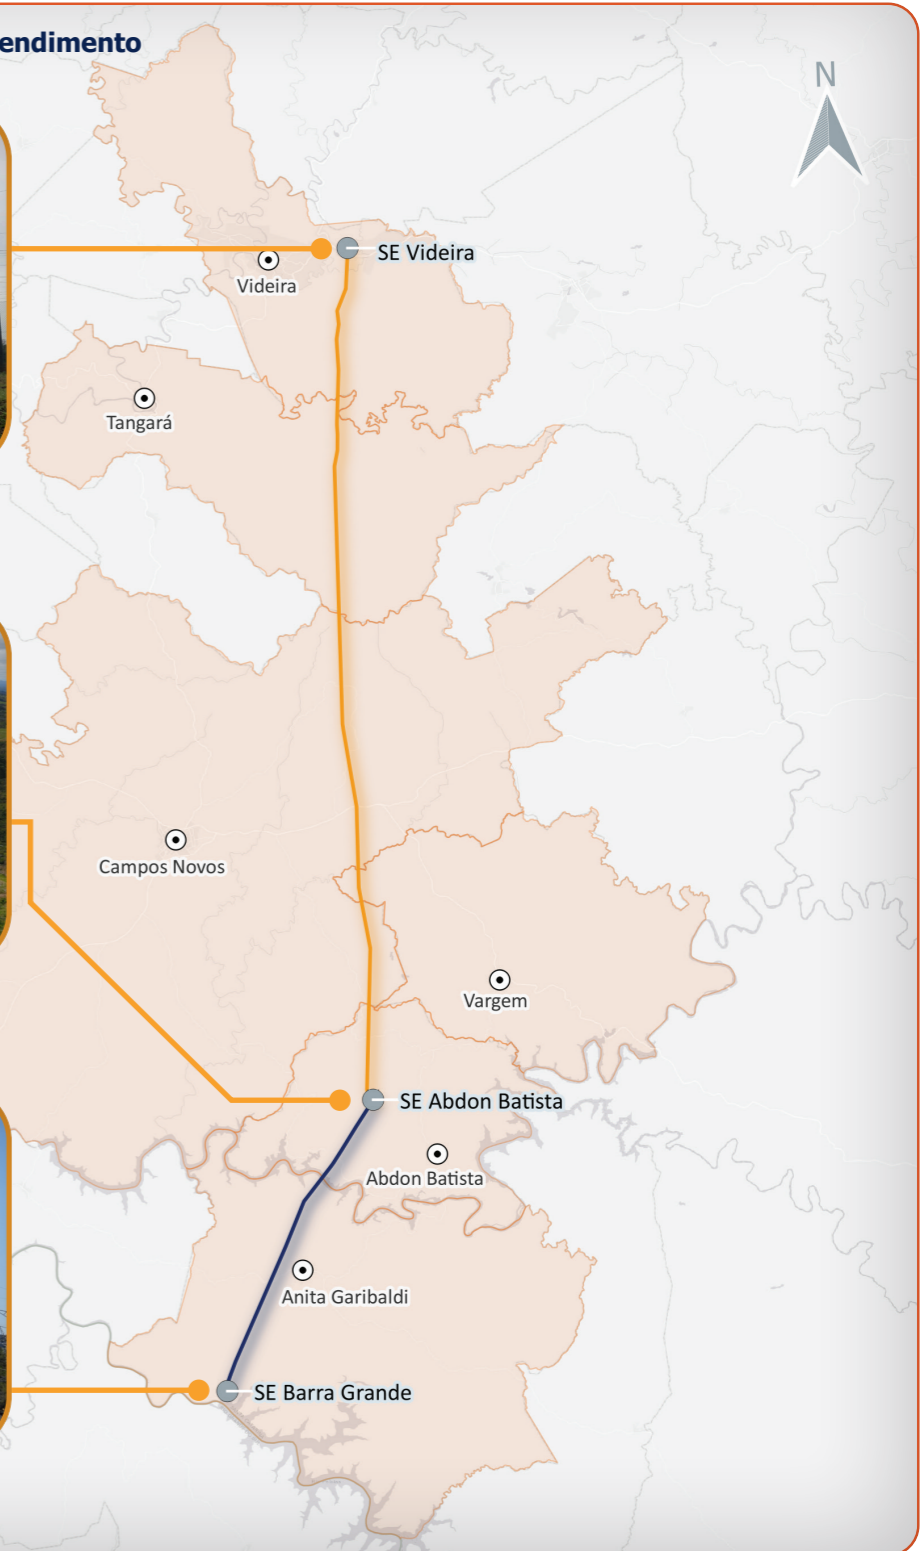 endimento
N
SE Videira
Videira
Tangará
Campos Novos
Vargem
SE Abdon Batista
Abdon Batista
Anita Garibaldi
SE Barra Grande